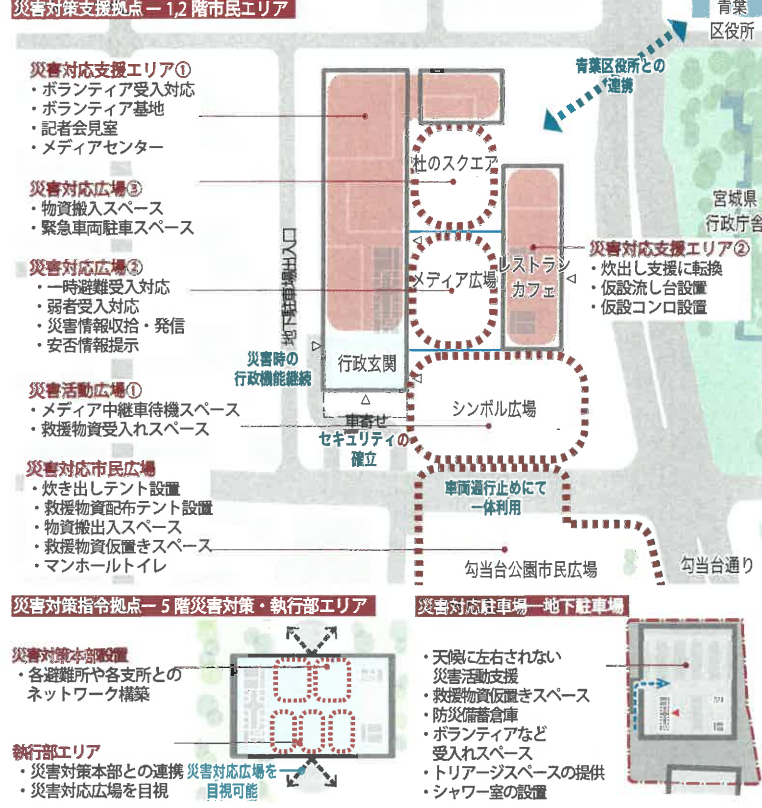 災害対策支援拠点ー1,2階市民エリア
青葉
区役所
災害対応支援エリア①
・ボランティア受入対応
・ボランティア基地
・記者会見室
・メディアセンター
青葉区役所との
連携
杜のスクエア
災害対応広場③
・物資搬入スペース
・緊急車両駐車スペース
宮城県
行政庁舎
地下駐車場出入口
災害対応広場②
・一時避難受入対応
・弱者受入対応
・災害情報収拾・発信
・安否情報提示
メディア広場
レストラン
カフェ
災害対応支援エリア②
・炊出し支援に転換
・仮設流し台設置
・仮設コンロ設置
災害時の
行政機能継続
行政玄関
災害活動広場①
・メディア中継車待機スペース
・救援物資受入れスペース
シンボル広場
車寄せ
セキュリティの
確立
災害対応市民広場
・炊き出しテント設置
・救援物資配布テント設置
・物資搬出入スペース
・救援物資仮置きスペース
・マンホールトイレ
車両通行止めにて
一体利用
勾当台公園市民広場
勾当台通り
災害対策指令拠点ー5階災害対策・執行部エリア
災害対策本部設置
・各避難所や各支所との
ネットワーク構築
執行部エリア
・災害対策本部との連携
・災害対応広場を目視
災害対応広場を
目視可能
災害対応駐車場ー地下駐車場
・天候に左右されない
災害活動支援
・救援物資仮置きスペース
・防災備蓄倉庫
・ボランティアなど
受入れスペース
・トリアージスペースの提供
・シャワー室の設置